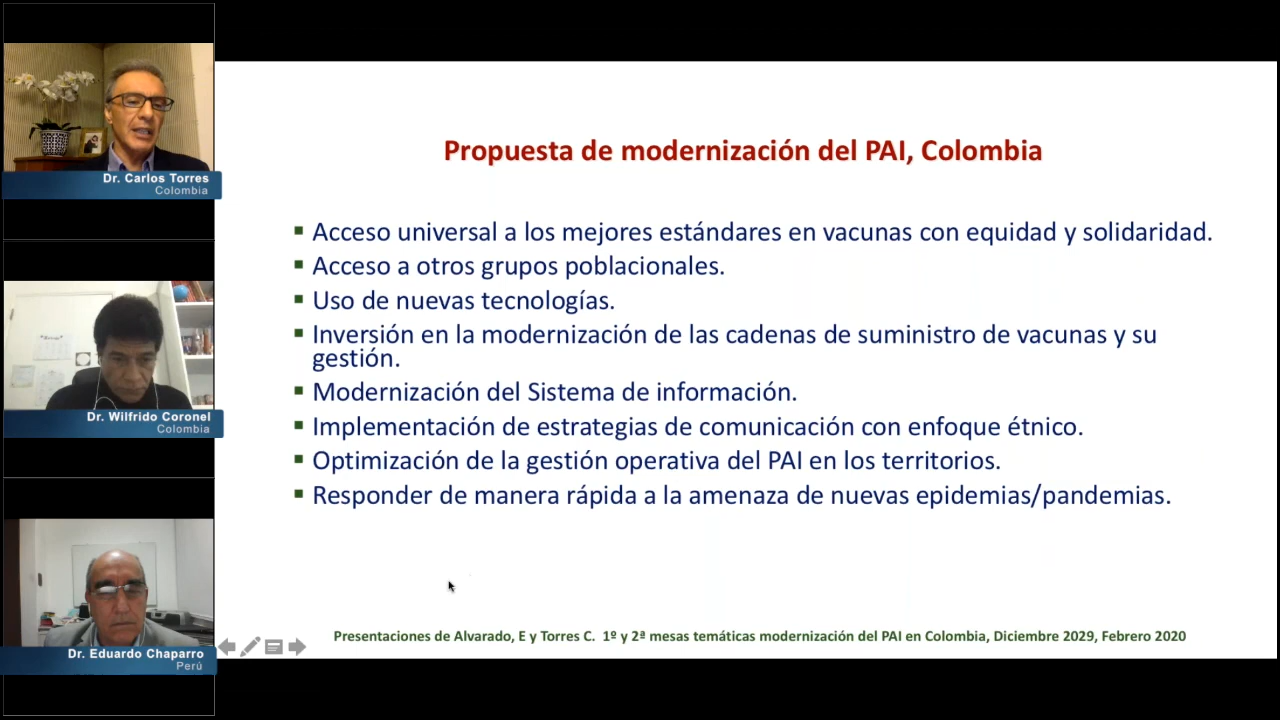 Dr. Carlos Torres
Colombia
Dr. Wilfrido Coronel
Colombia
Dr. Eduardo Chaparro
Perú
Propuesta de modernización del PAI, Colombia
▪ Acceso universal a los mejores estándares en vacunas con equidad y solidaridad.
▪ Acceso a otros grupos poblacionales.
▪ Uso de nuevas tecnologías.
▪ Inversión en la modernización de las cadenas de suministro de vacunas y su
gestión.
▪ Modernización del Sistema de información.
▪ Implementación de estrategias de comunicación con enfoque étnico.
▪ Optimización de la gestión operativa del PAI en los territorios.
▪ Responder de manera rápida a la amenaza de nuevas epidemias/pandemias.
Presentaciones de Alvarado, E y Torres C. 1º y 2ª mesas temáticas modernización del PAI en Colombia, Diciembre 2029, Febrero 2020